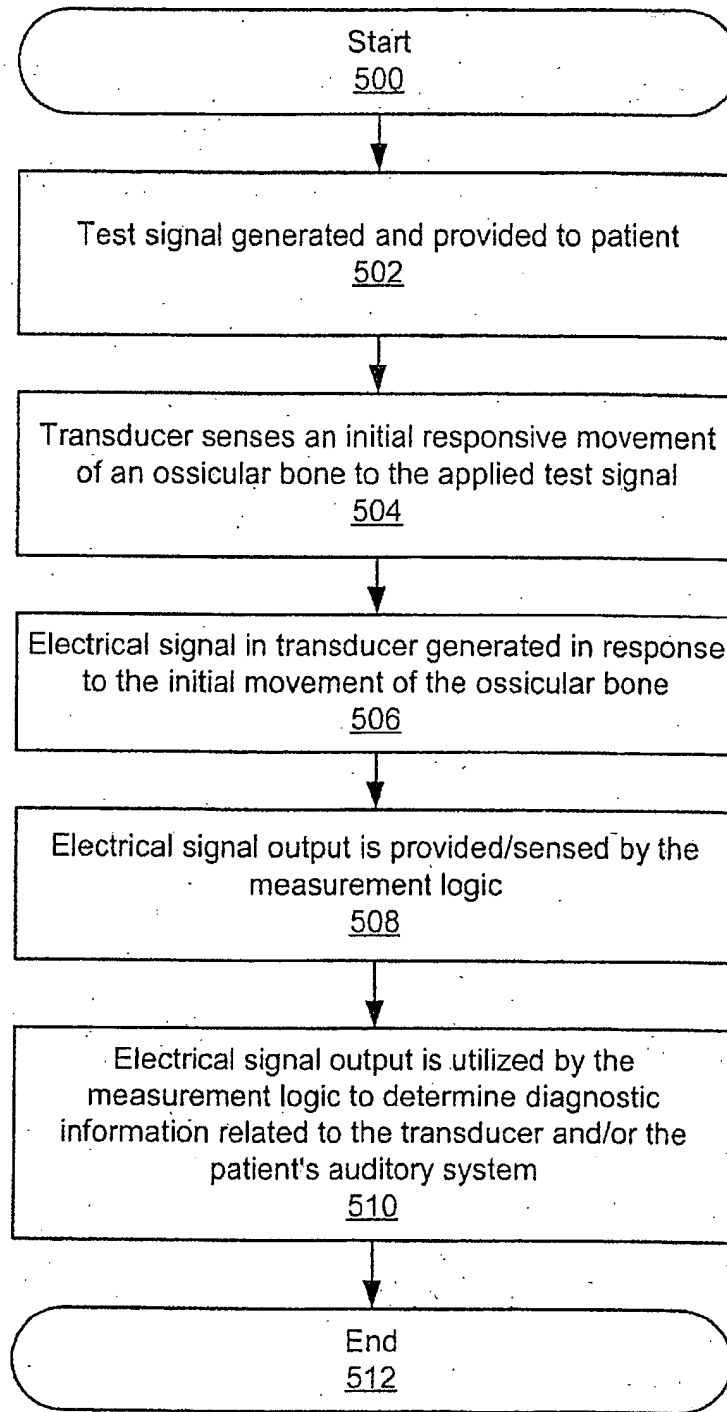 Start
500
Test signal generated and provided to patient
502
Transducer senses an initial responsive movement
of an ossicular bone to the applied test signal
504
Electrical signal in transducer generated in response
to the initial movement of the ossicular bone
506
Electrical signal output is provided/sensed by the
measurement logic
508
Electrical signal output is utilized by the
measurement logic to determine diagnostic
information related to the transducer and/or the
patient's auditory system
510
End
512